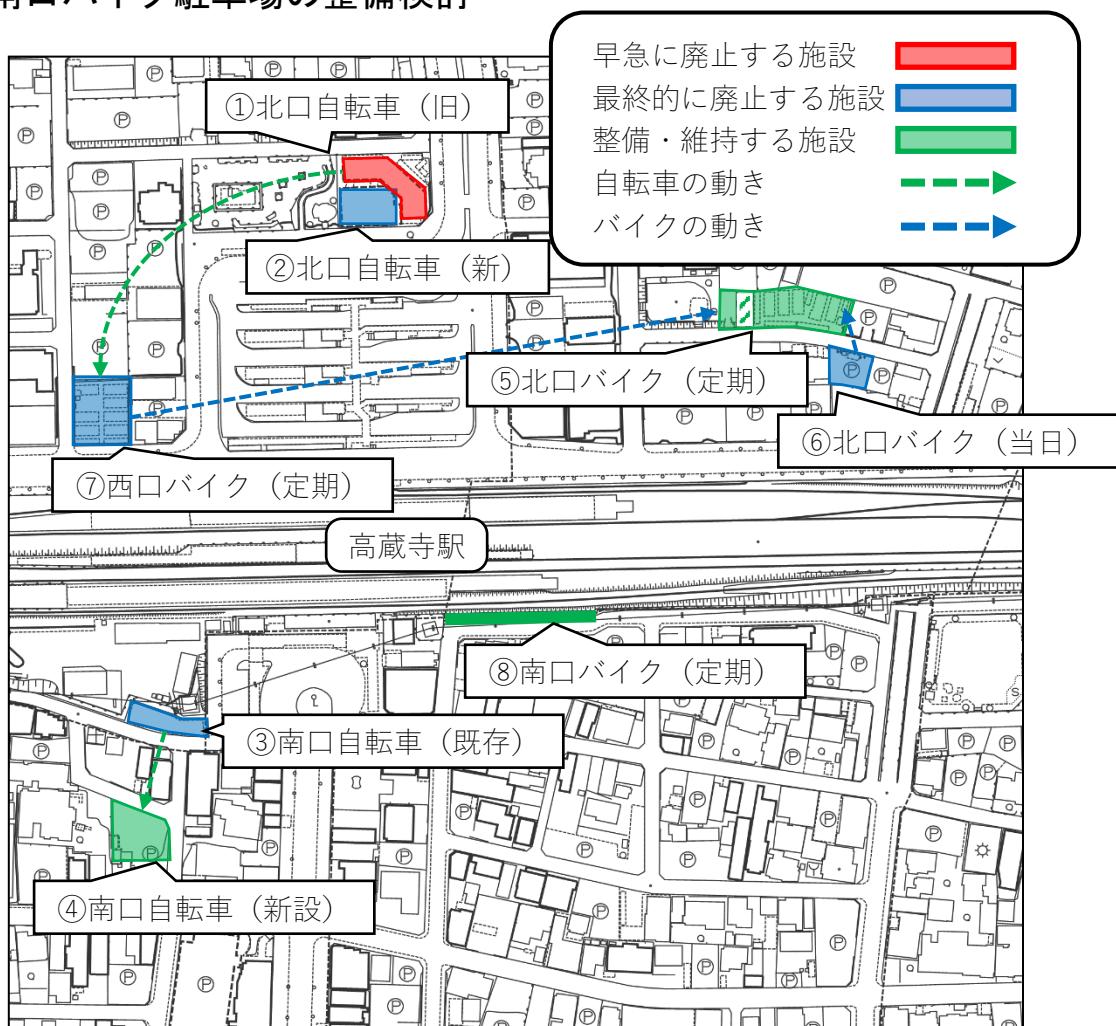 南口バイク駐車場の整備検討
早急に廃止する施設
最終的に廃止する施設
整備・維持する施設
自転車の動き
バイクの動き
①北口自転車（旧）
②北口自転車（新）
⑤北口バイク（定期）
⑥北口バイク（当日）
⑦西口バイク（定期）
高蔵寺駅
⑧南口バイク（定期）
③南口自転車（既存）
④南口自転車（新設）